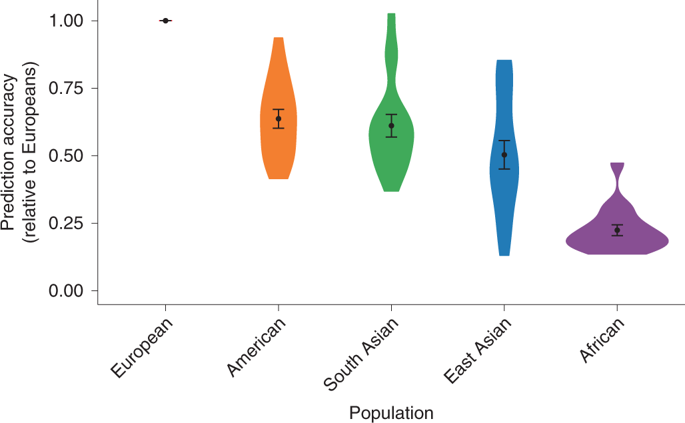 Prediction accuracy
(relative to Europeans)
1.00
0.75
0.50
0.25
0.00
European
American
South Asian
East Asian
African
Population